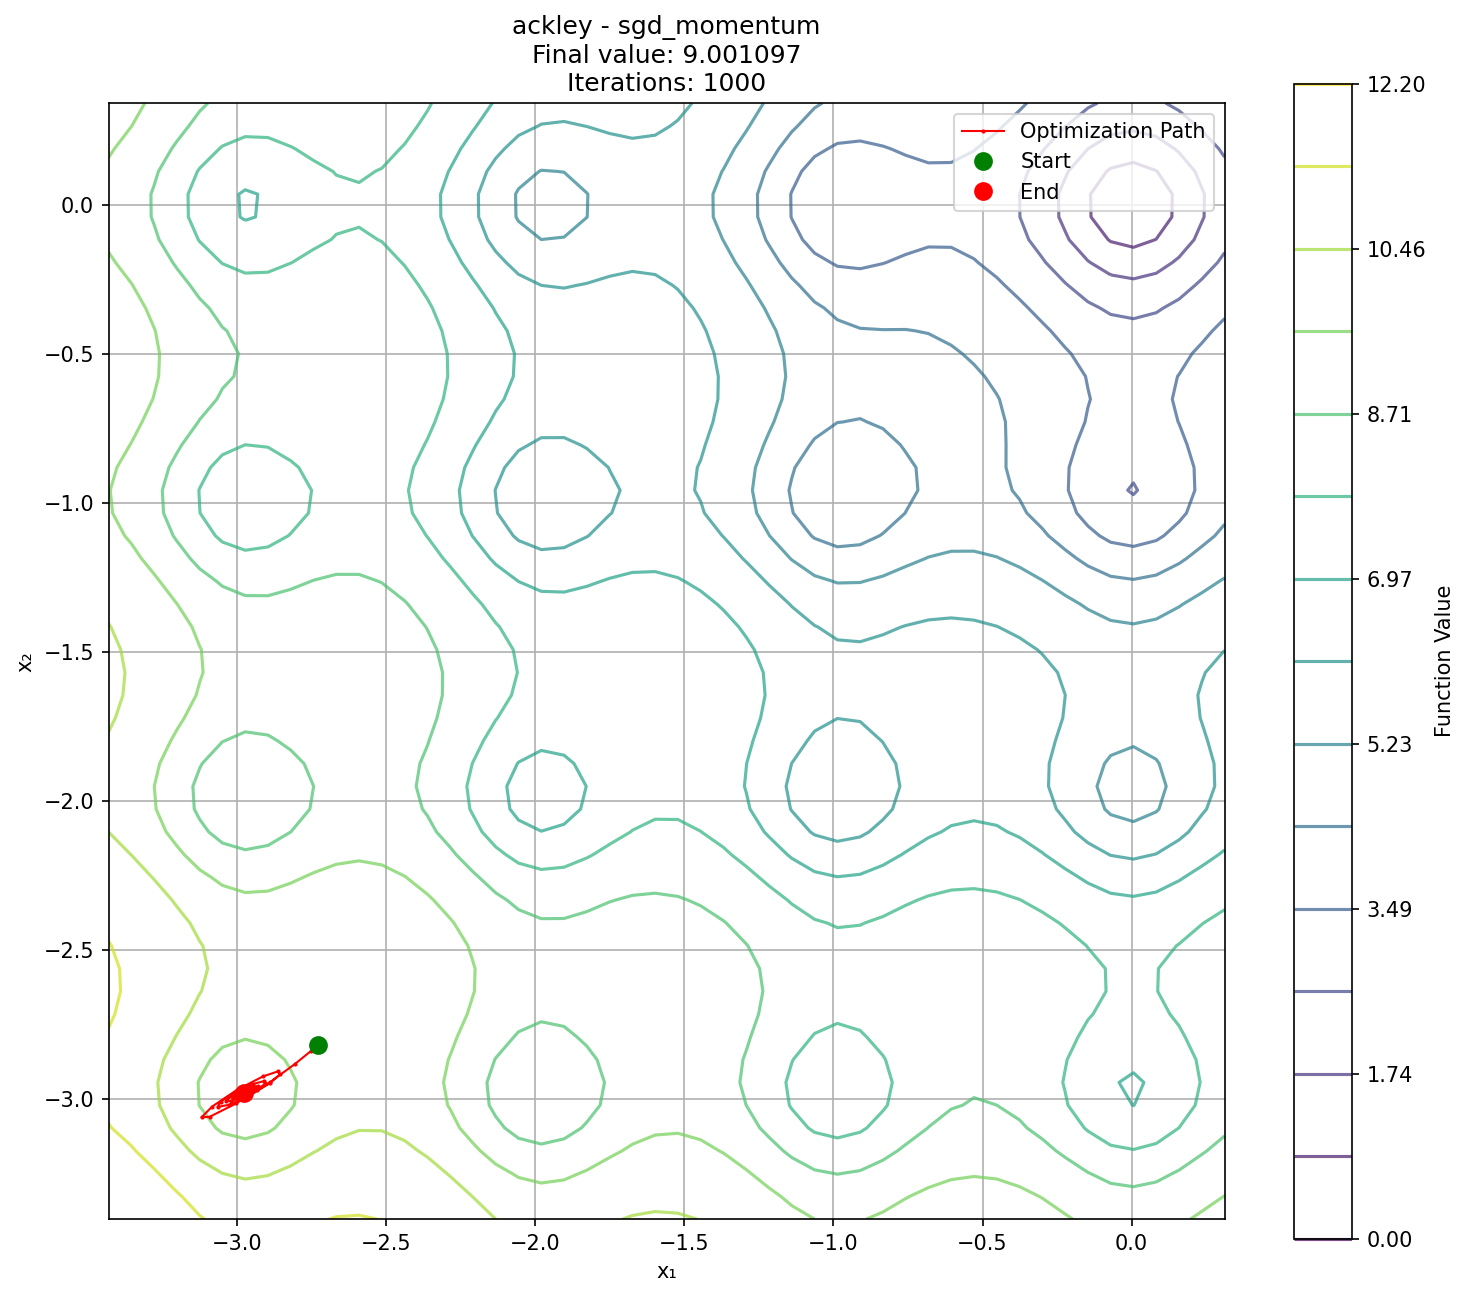 ackley - sgd_momentum
Final value: 9.001097
Iterations: 1000
Optimization Path
Start
End
0.0
−0.5
−1.0
−1.5
−2.0
−2.5
−3.0
x₂
−3.0
−2.5
−2.0
−1.5
−1.0
−0.5
0.0
x₁
12.20
10.46
8.71
6.97
5.23
3.49
1.74
0.00
Function Value